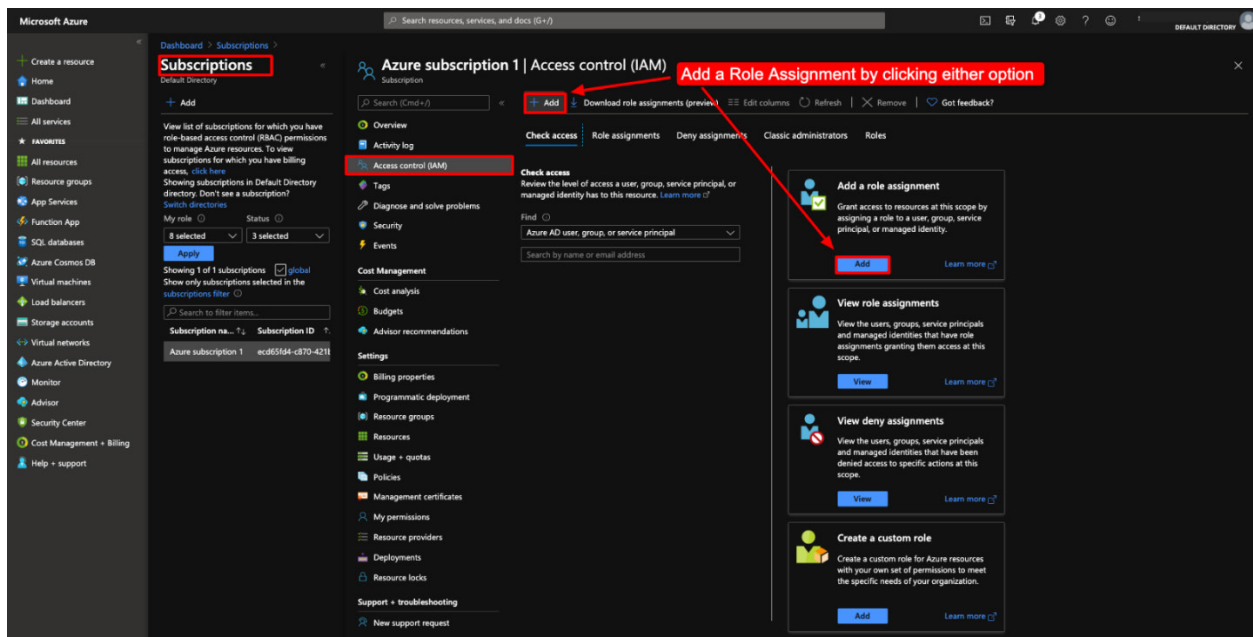 Microsoft Azure
Search resources, services, and docs (G+/)
1
DEFAULT DIRECTORY
Create a resource
Home
Dashboard
All services
FAVORITES
All resources
Resource groups
App Services
Function App
SQL databases
Azure Cosmos DB
Virtual machines
Load balancers
Storage accounts
Virtual networks
Azure Active Directory
Monitor
Advisor
Security Center
Cost Management + Billing
Help + support
Dashboard > Subscriptions >
Subscriptions
Default Directory
+ Add
View list of subscriptions for which you have
role-based access control (RBAC) permissions
to manage Azure resources. To view
subscriptions for which you have billing
access, click here
Showing subscriptions in Default Directory
directory. Don't see a subscription?
Switch directories
My role Status
8 selected 3 selected
Apply
Showing 1 of 1 subscriptions global
Show only subscriptions selected in the
subscriptions filter
Search to filter items...
Subscription na... ↑↓ Subscription ID ↑
Azure subscription 1 ecd65fd4-c870-421b
Azure subscription 1 | Access control (IAM)
Subscription
Add a Role Assignment by clicking either option
Search (Cmd+/)
Overview
Activity log
Access control (IAM)
Tags
Diagnose and solve problems
Security
Events
Cost Management
Cost analysis
Budgets
Advisor recommendations
Settings
Billing properties
Programmatic deployment
Resource groups
Resources
Usage + quotas
Policies
Management certificates
My permissions
Resource providers
Deployments
Resource locks
Support + troubleshooting
New support request
+ Add Download role assignments (preview) Edit columns Refresh | Remove | Got feedback?
Check access Role assignments Deny assignments Classic administrators Roles
Check access
Review the level of access a user, group, service principal, or
managed identity has to this resource. Learn more
Find
Azure AD user, group, or service principal
Search by name or email address
Add a role assignment
Grant access to resources at this scope by
assigning a role to a user, group, service
principal, or managed identity.
Add Learn more
View role assignments
View the users, groups, service principals
and managed identities that have role
assignments granting them access at this
scope.
View Learn more
View deny assignments
View the users, groups, service principals
and managed identities that have been
denied access to specific actions at this
scope.
View Learn more
Create a custom role
Create a custom role for Azure resources
with your own set of permissions to meet
the specific needs of your organization.
Add Learn more